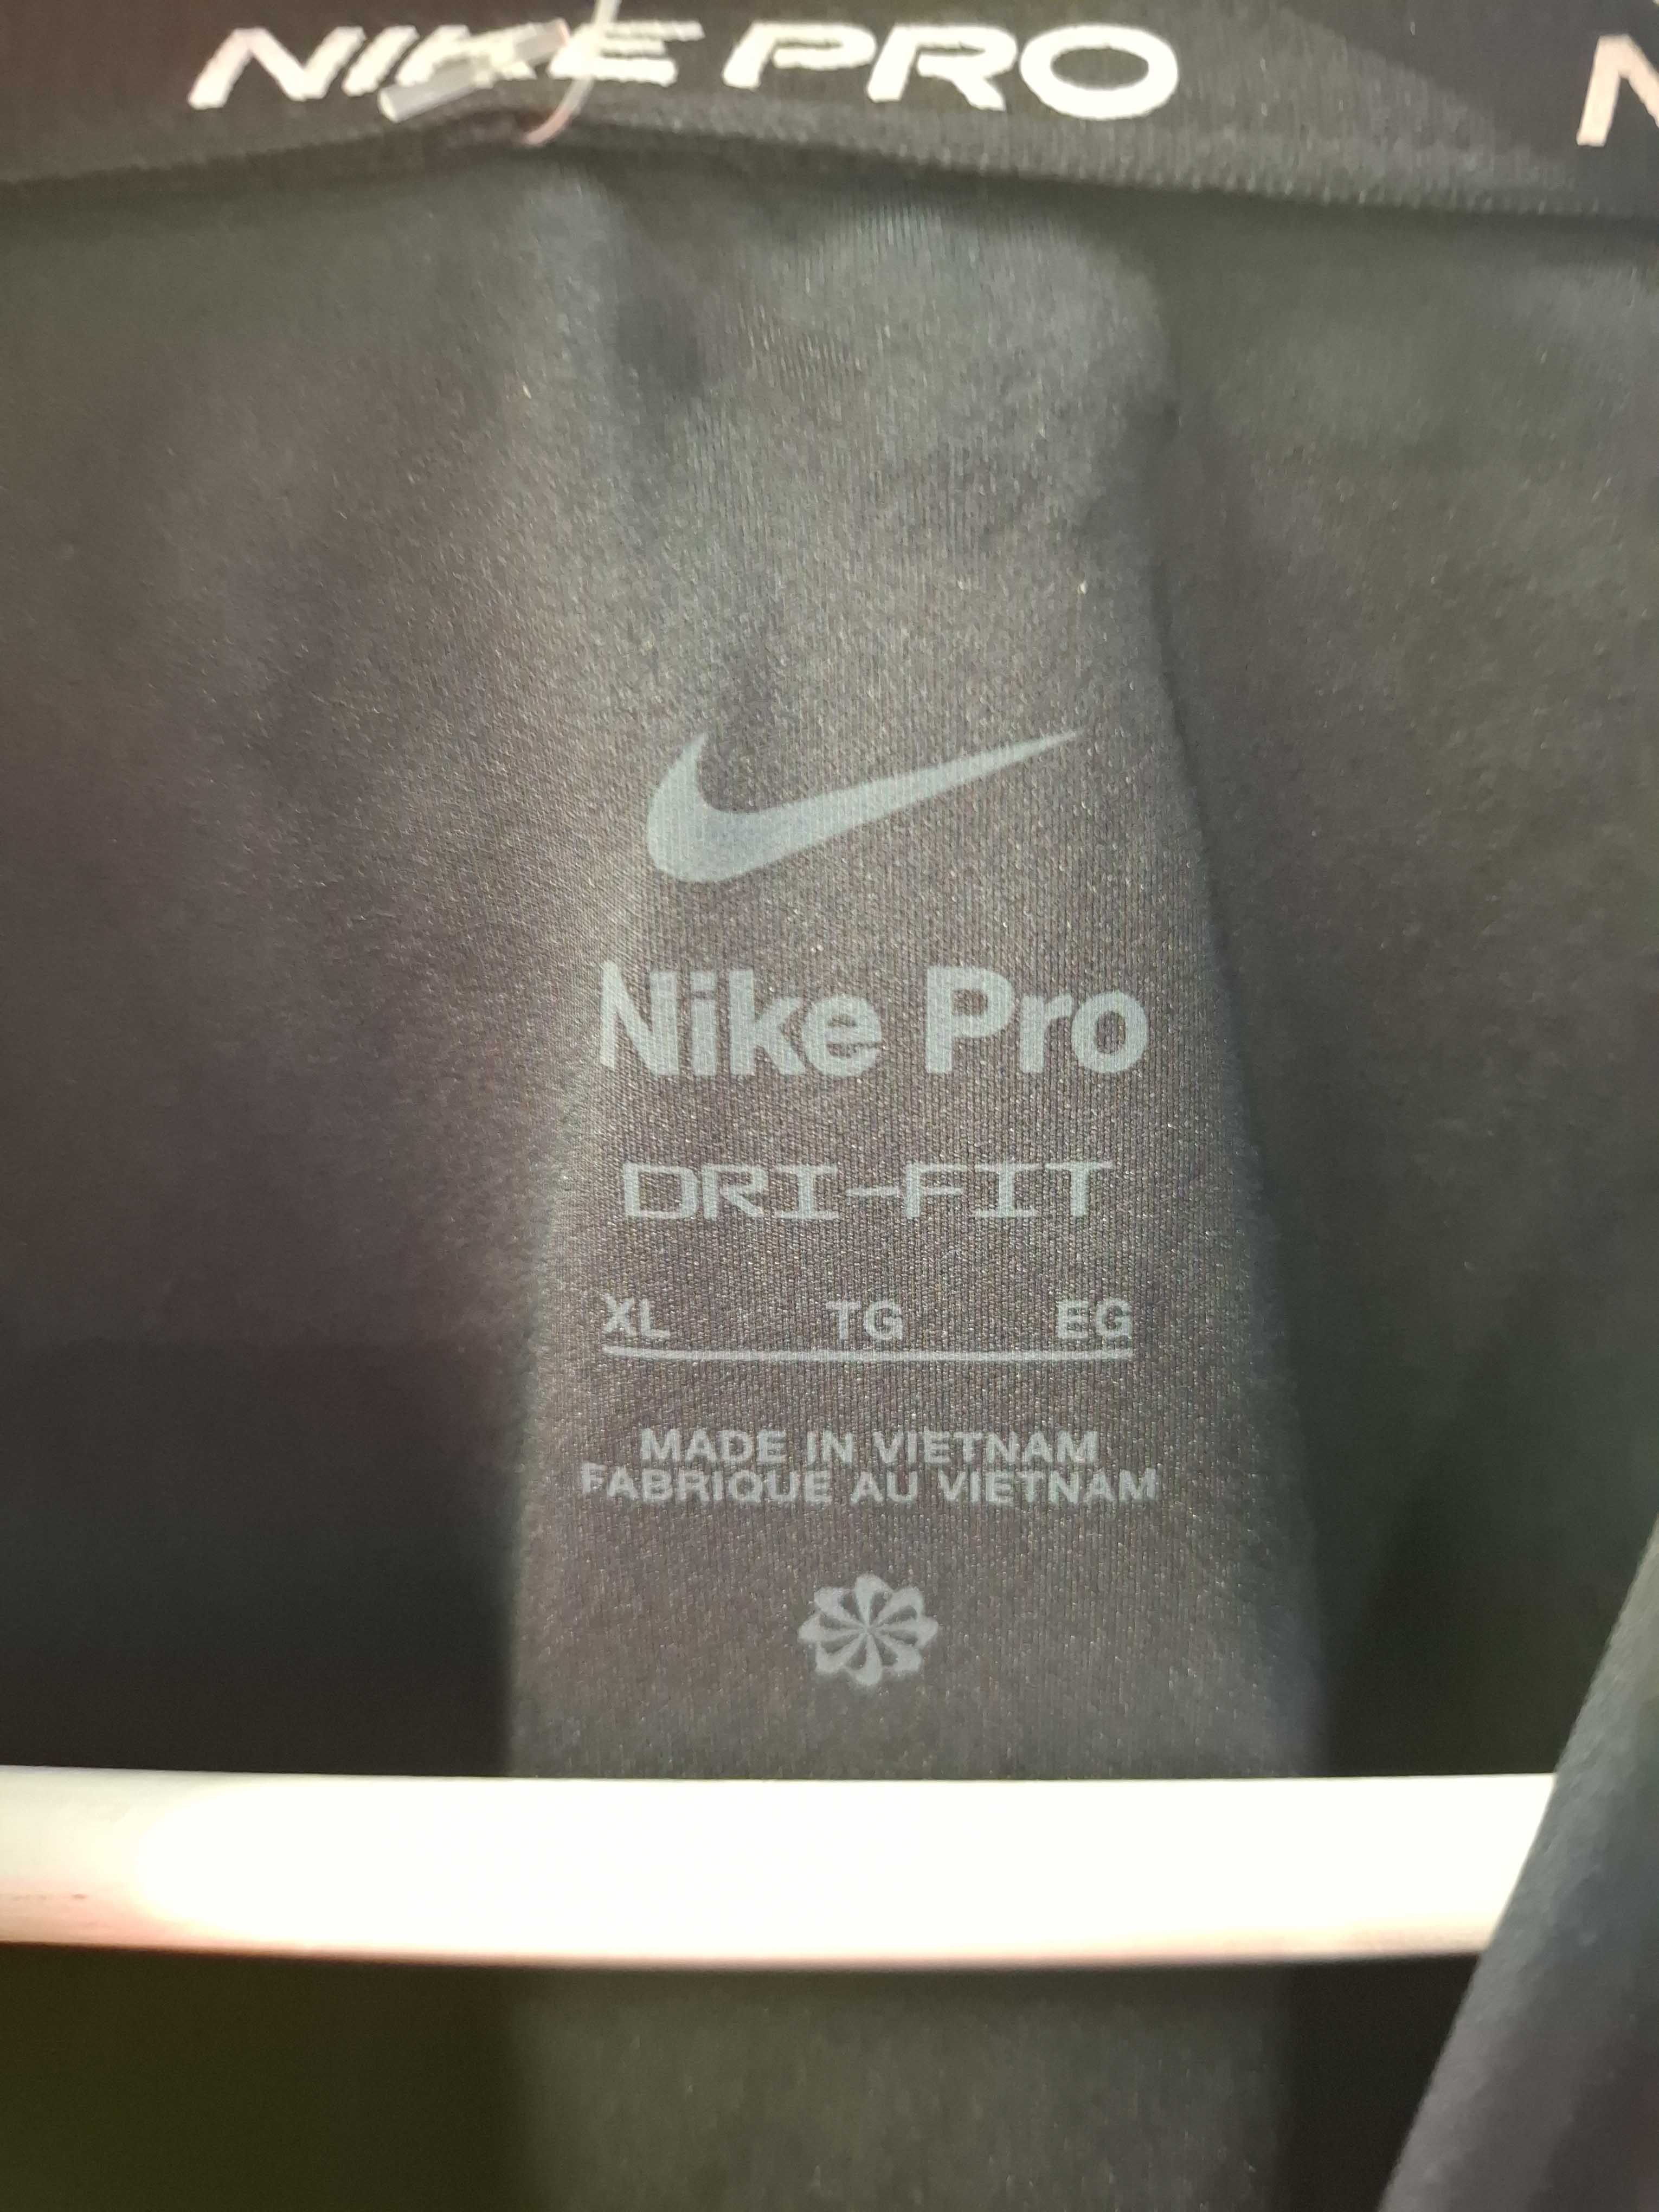 NIKE PRO N
Nike Pro
DRI-FIT
XL TG EG
MADE IN VIETNAM
FABRIQUE AU VIETNAM